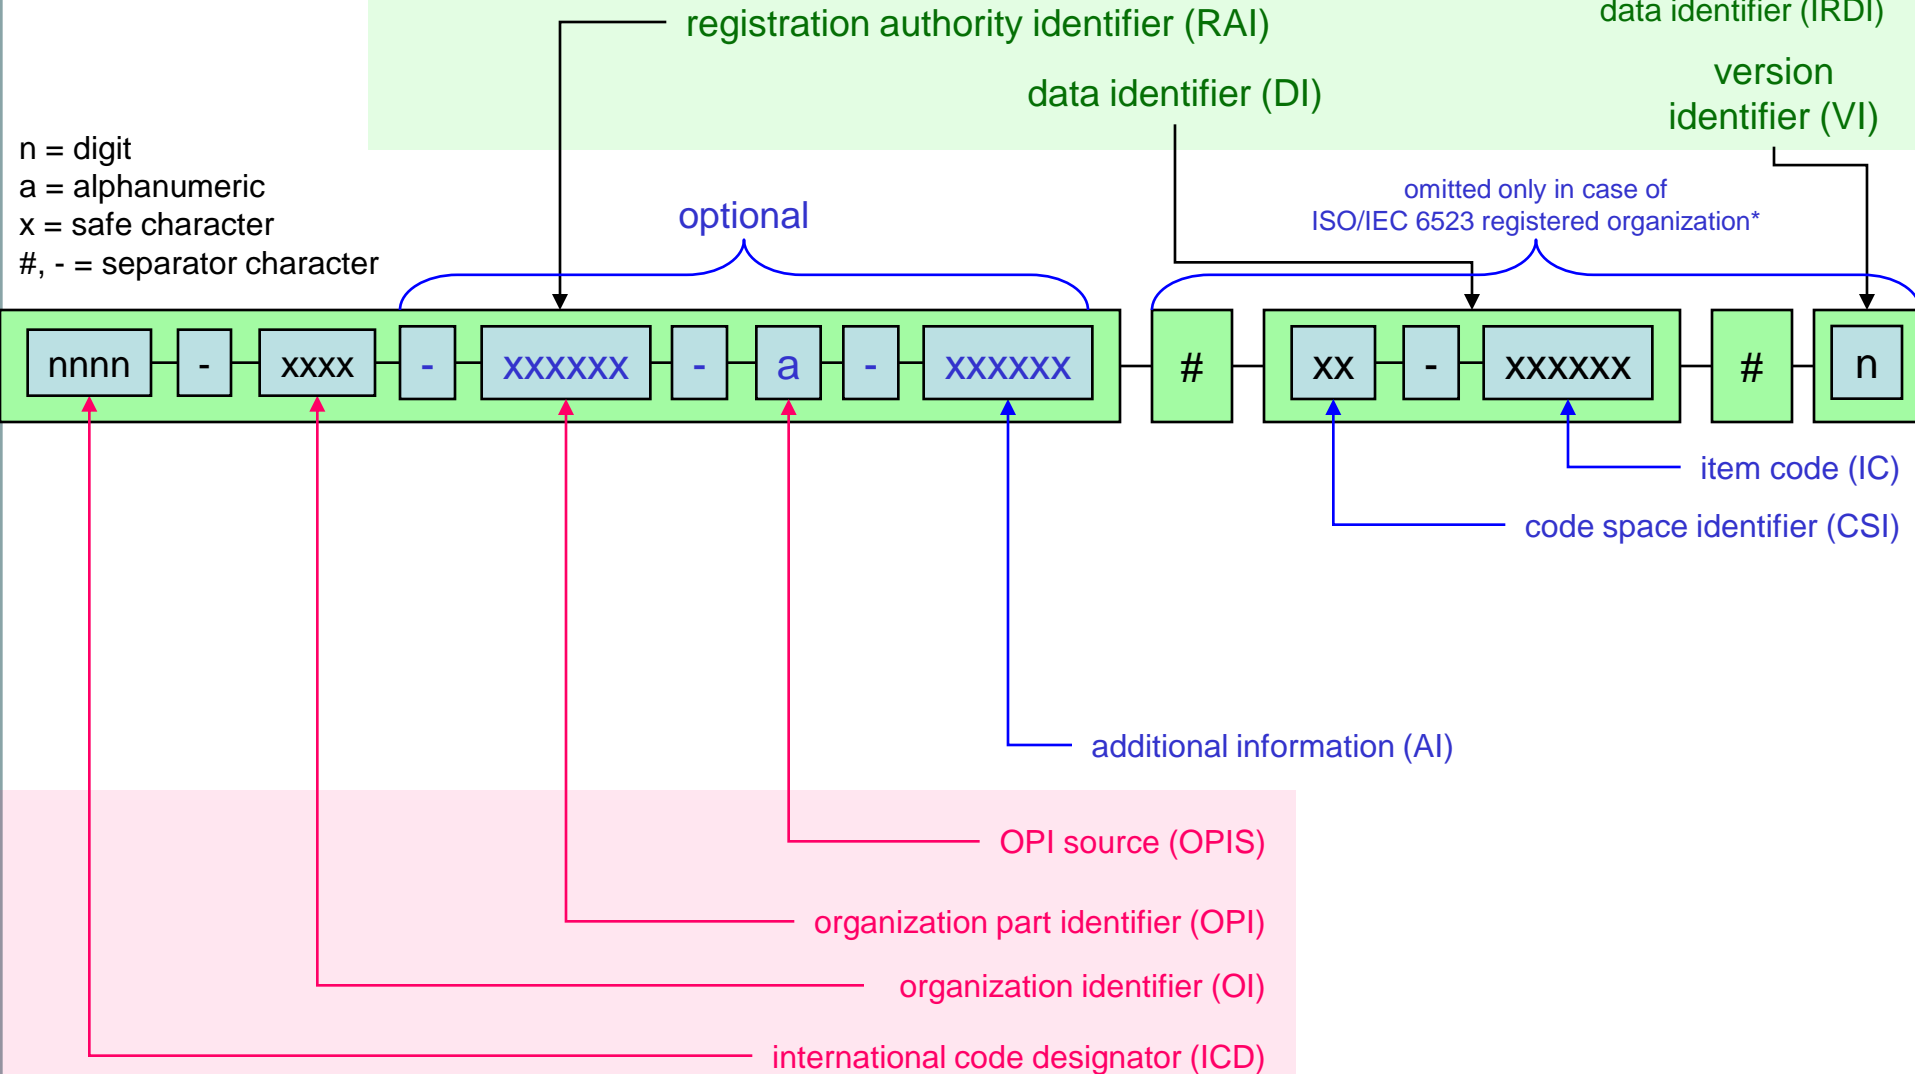 data identifier (IRDI)
registration authority identifier (RAI)
data identifier (DI)
version
identifier (VI)
n = digit
a = alphanumeric
x = safe character
#, - = separator character
optional
omitted only in case of
ISO/IEC 6523 registered organization*
nnnn - xxxx - xxxxxx - a - xxxxxx # xx - xxxxxx # n
item code (IC)
code space identifier (CSI)
additional information (AI)
OPI source (OPIS)
organization part identifier (OPI)
organization identifier (OI)
international code designator (ICD)